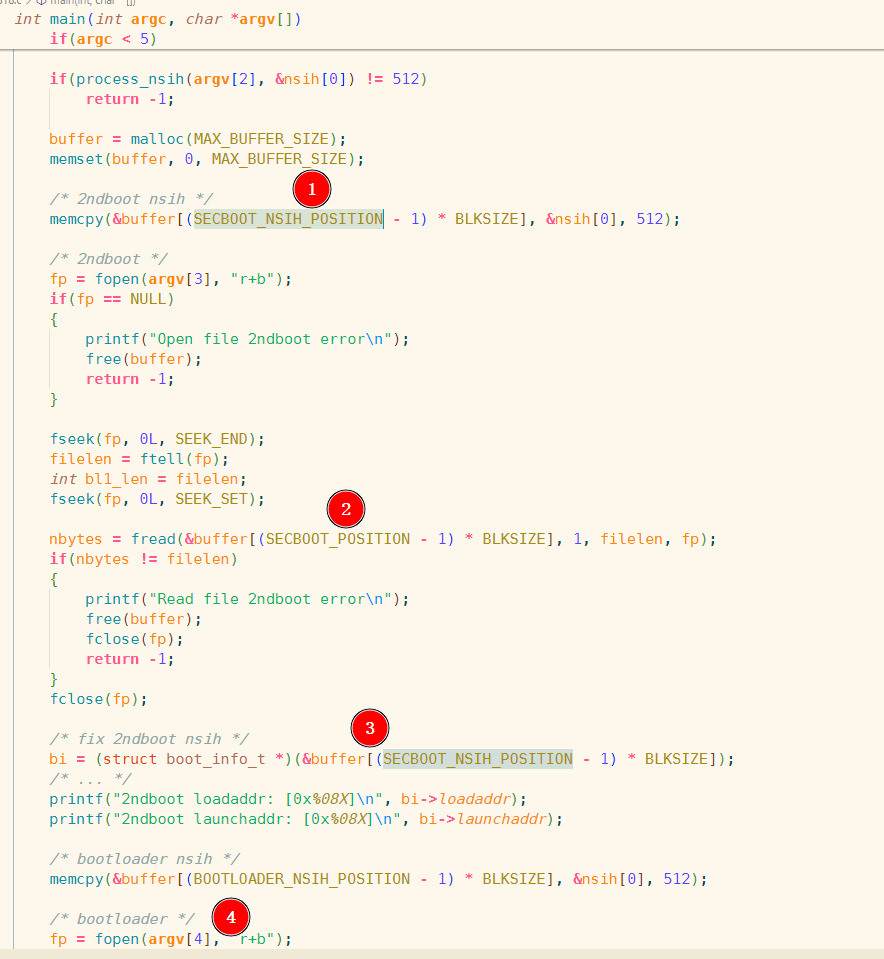 main(int, char *[])
int main(int argc, char *argv[])
    if(argc < 5)
    if(process_nsih(argv[2], &nsih[0]) != 512)
        return -1;
    buffer = malloc(MAX_BUFFER_SIZE);
    memset(buffer, 0, MAX_BUFFER_SIZE);
1
    /* 2ndboot nsih */
    memcpy(&buffer[(SECBOOT_NSIH_POSITION - 1) * BLKSIZE], &nsih[0], 512);
    /* 2ndboot */
    fp = fopen(argv[3], "r+b");
    if(fp == NULL)
    {
        printf("Open file 2ndboot error\n");
        free(buffer);
        return -1;
    }
    fseek(fp, 0L, SEEK_END);
    filelen = ftell(fp);
    int bl1_len = filelen;
    fseek(fp, 0L, SEEK_SET);
2
    nbytes = fread(&buffer[(SECBOOT_POSITION - 1) * BLKSIZE], 1, filelen, fp);
    if(nbytes != filelen)
    {
        printf("Read file 2ndboot error\n");
        free(buffer);
        fclose(fp);
        return -1;
    }
    fclose(fp);
3
    /* fix 2ndboot nsih */
    bi = (struct boot_info_t *)(&buffer[(SECBOOT_NSIH_POSITION - 1) * BLKSIZE]);
    /* ... */
    printf("2ndboot loadaddr: [0x%08X]\n", bi->loadaddr);
    printf("2ndboot launchaddr: [0x%08X]\n", bi->launchaddr);
    /* bootloader nsih */
    memcpy(&buffer[(BOOTLOADER_NSIH_POSITION - 1) * BLKSIZE], &nsih[0], 512);
    /* bootloader */
4
    fp = fopen(argv[4], "r+b");